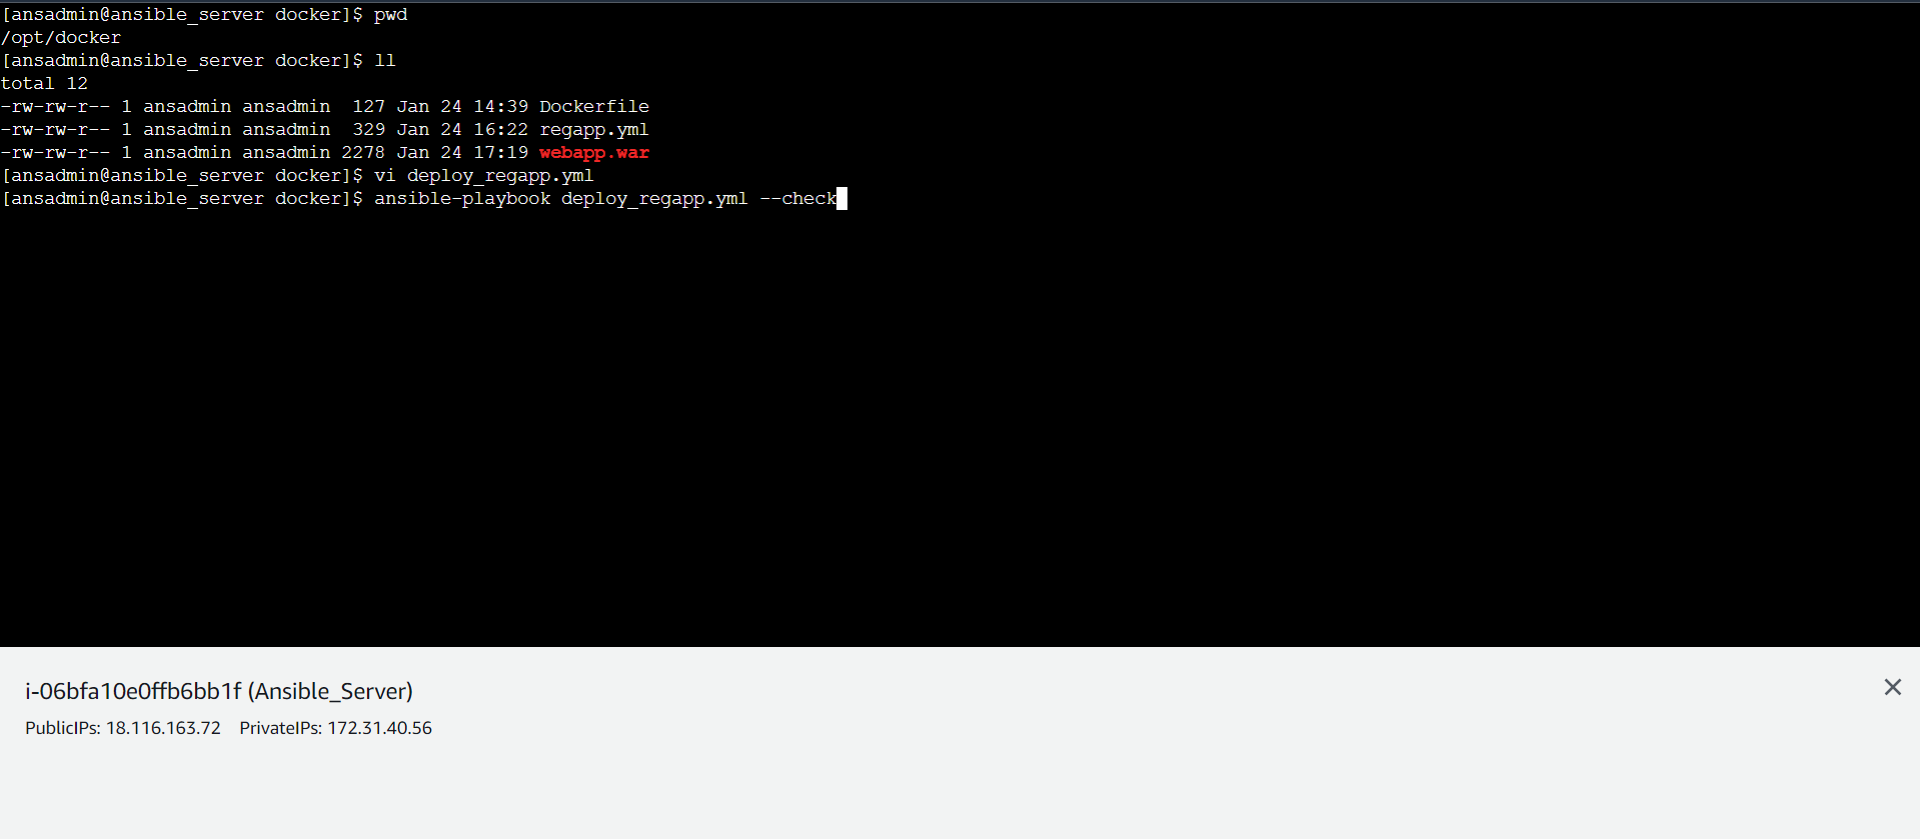 [ansadmin@ansible_server docker]$ pwd
/opt/docker
[ansadmin@ansible_server docker]$ ll
total 12
-rw-rw-r-- 1 ansadmin ansadmin  127 Jan 24 14:39 Dockerfile
-rw-rw-r-- 1 ansadmin ansadmin  329 Jan 24 16:22 regapp.yml
-rw-rw-r-- 1 ansadmin ansadmin 2278 Jan 24 17:19 webapp.war
[ansadmin@ansible_server docker]$ vi deploy_regapp.yml
[ansadmin@ansible_server docker]$ ansible-playbook deploy_regapp.yml --check
i-06bfa10e0ffb6bb1f (Ansible_Server)
PublicIPs: 18.116.163.72    PrivateIPs: 172.31.40.56